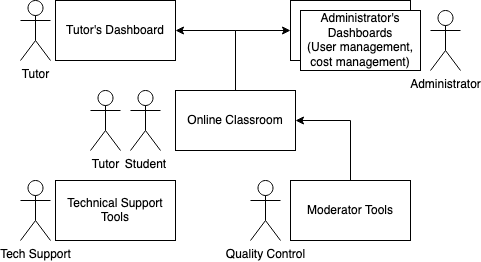 Tutor's Dashboard
Administrator's
Dashboards
(User management,
cost management)
Tutor
Administrator
Online Classroom
Tutor
Student
Technical Support
Tools
Moderator Tools
Tech Support
Quality Control